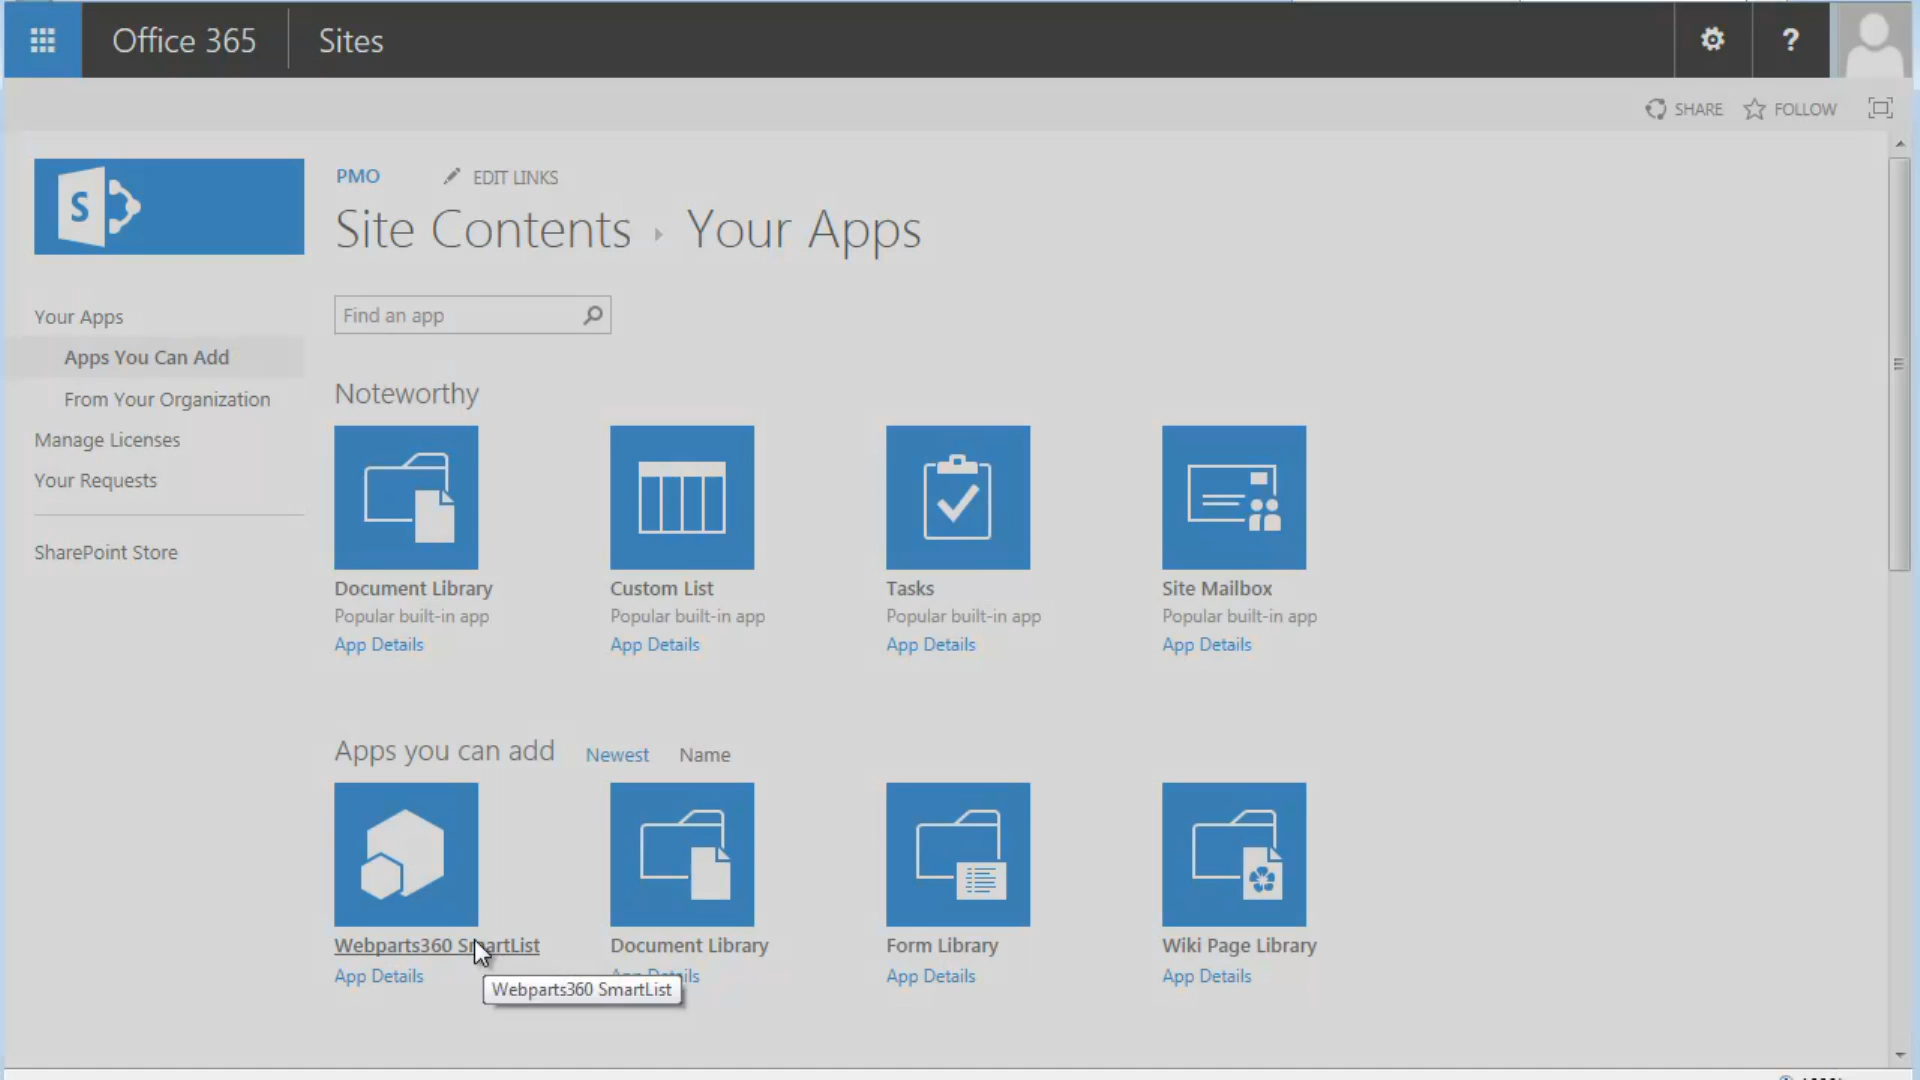 Office 365 Sites ?
SHARE FOLLOW
S
PMO EDIT LINKS
Site Contents Your Apps
Find an app
Your Apps
Apps You Can Add
From Your Organization
Manage Licenses
Your Requests
SharePoint Store
Noteworthy
Document Library Custom List Tasks Site Mailbox
Popular built-in app Popular built-in app Popular built-in app Popular built-in app
App Details App Details App Details App Details
Apps you can add Newest Name
Webparts360 SmartList Document Library Form Library Wiki Page Library
App Details App Details App Details App Details
Webparts360 SmartList